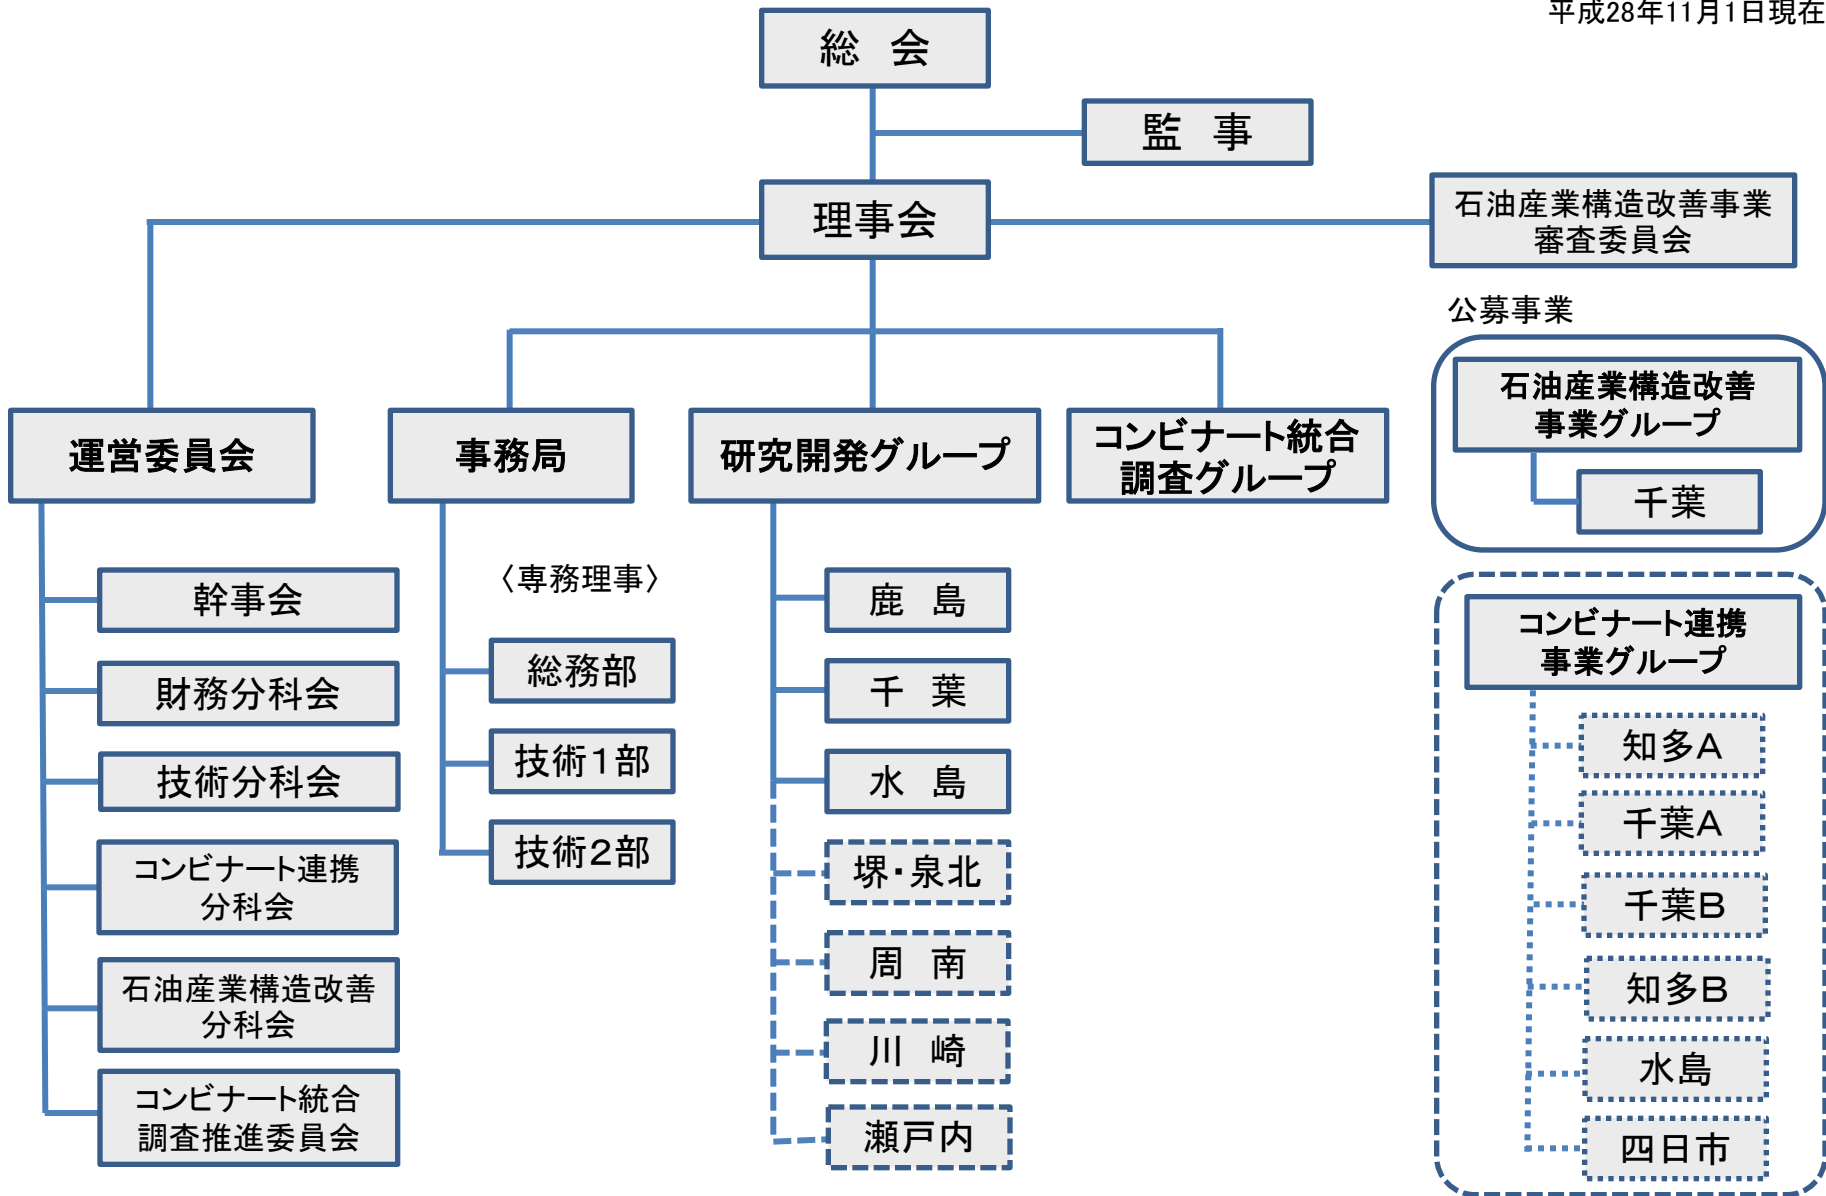 平成28年11月1日現在
総　会
監　事
理事会
石油産業構造改善事業
審査委員会
公募事業
石油産業構造改善
事業グループ
千葉
運営委員会
事務局
研究開発グループ
コンビナート統合
調査グループ
幹事会
財務分科会
技術分科会
コンビナート連携
分科会
石油産業構造改善
分科会
コンビナート統合
調査推進委員会
〈専務理事〉
総務部
技術1部
技術2部
鹿　島
千　葉
水　島
堺・泉北
周　南
川　崎
瀬戸内
コンビナート連携
事業グループ
知多A
千葉A
千葉B
知多B
水島
四日市